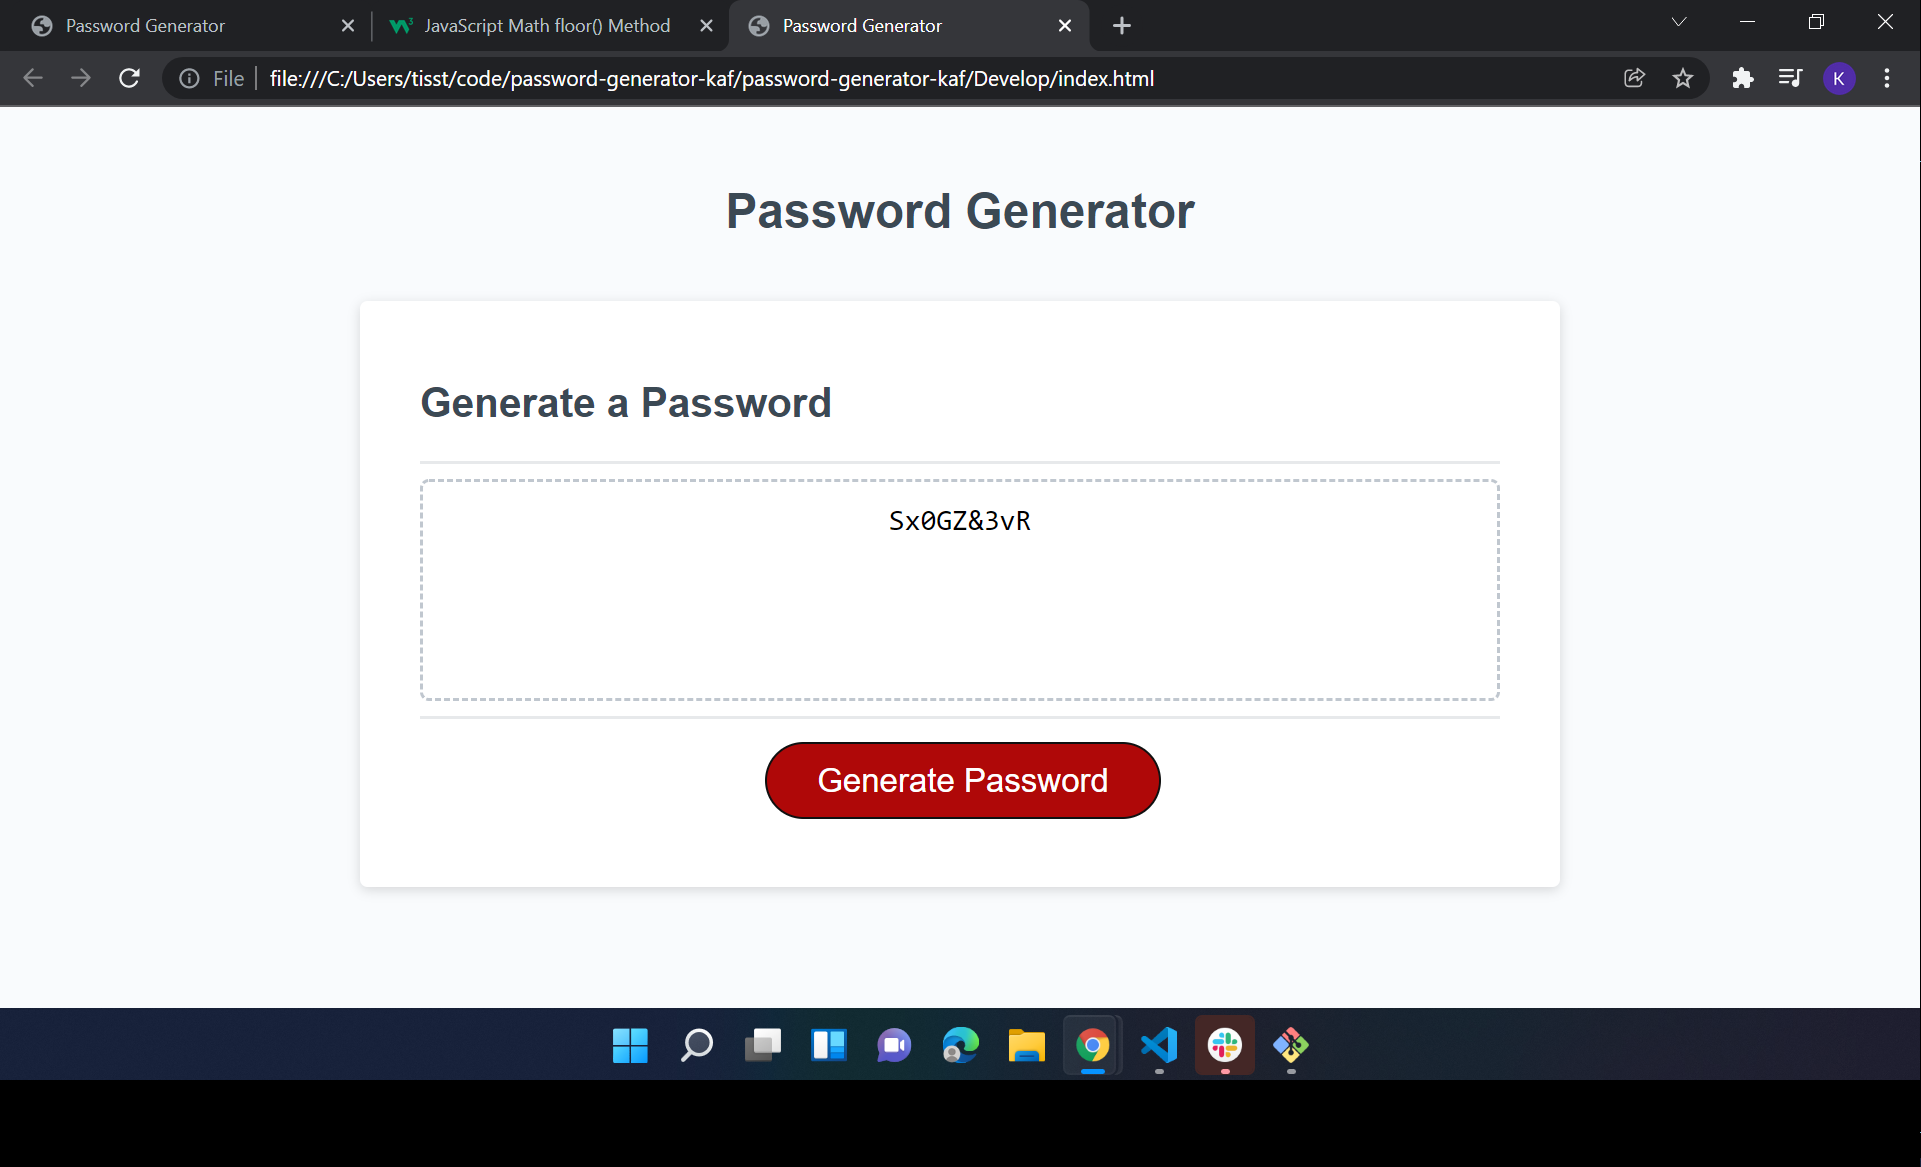 Password Generator
JavaScript Math floor() Method
Password Generator
File
file:///C:/Users/tisst/code/password-generator-kaf/password-generator-kaf/Develop/index.html
K
Password Generator
Generate a Password
Sx0GZ&3vR
Generate Password